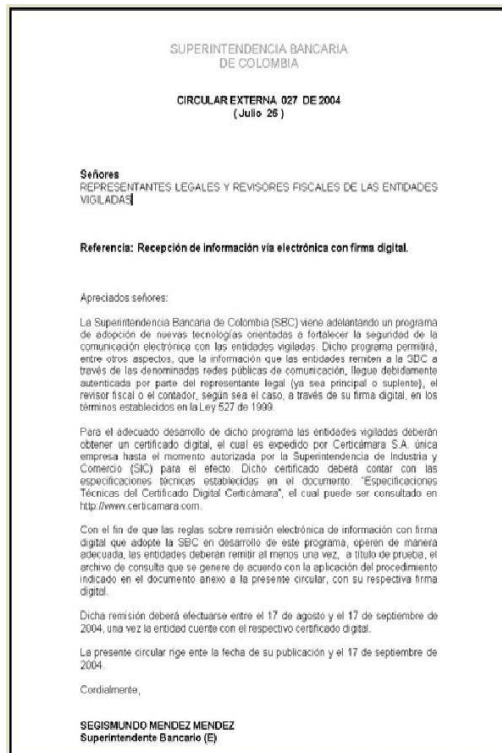 SUPERINTENDENCIA BANCARIA
DE COLOMBIA
CIRCULAR EXTERNA 027 DE 2004
( Julio 26 )
Señores
REPRESENTANTES LEGALES Y REVISORES FISCALES DE LAS ENTIDADES
VIGILADAS
Referencia: Recepción de información vía electrónica con firma digital.
Apreciados señores:
La Superintendencia Bancaria de Colombia (SBC) viene adelantando un programa
de adopción de nuevas tecnologías orientadas a fortalecer la seguridad de la
comunicación electrónica con las entidades vigiladas. Dicho programa permitirá,
entre otros aspectos, que la información que las entidades remiten a la SBC a
través de las denominadas redes públicas de comunicación, llegue debidamente
autenticada por parte del representante legal (ya sea principal o suplente), el
revisor fiscal o el contador, según sea el caso, a través de su firma digital, en los
términos establecidos en la Ley 527 de 1999.
Para el adecuado desarrollo de dicho programa las entidades vigiladas deberán
obtener un certificado digital, el cual es expedido por Certicámara S.A. única
empresa hasta el momento autorizada por la Superintendencia de Industria y
Comercio (SIC) para el efecto. Dicho certificado deberá contar con las
especificaciones técnicas establecidas en el documento: "Especificaciones
Técnicas del Certificado Digital Certicámara", el cual puede ser consultado en
http://www.certicamara.com.
Con el fin de que las reglas sobre remisión electrónica de información con firma
digital que adopte la SBC en desarrollo de este programa, operen de manera
adecuada, las entidades deberán remitir al menos una vez, a título de prueba, el
archivo de consulta que se genere de acuerdo con la aplicación del procedimiento
indicado en el documento anexo a la presente circular, con su respectiva firma
digital.
Dicha remisión deberá efectuarse entre el 17 de agosto y el 17 de septiembre de
2004, una vez la entidad cuente con el respectivo certificado digital.
La presente circular rige ente la fecha de su publicación y el 17 de septiembre de
2004.
Cordialmente,
SEGISMUNDO MENDEZ MENDEZ
Superintendente Bancario (E)